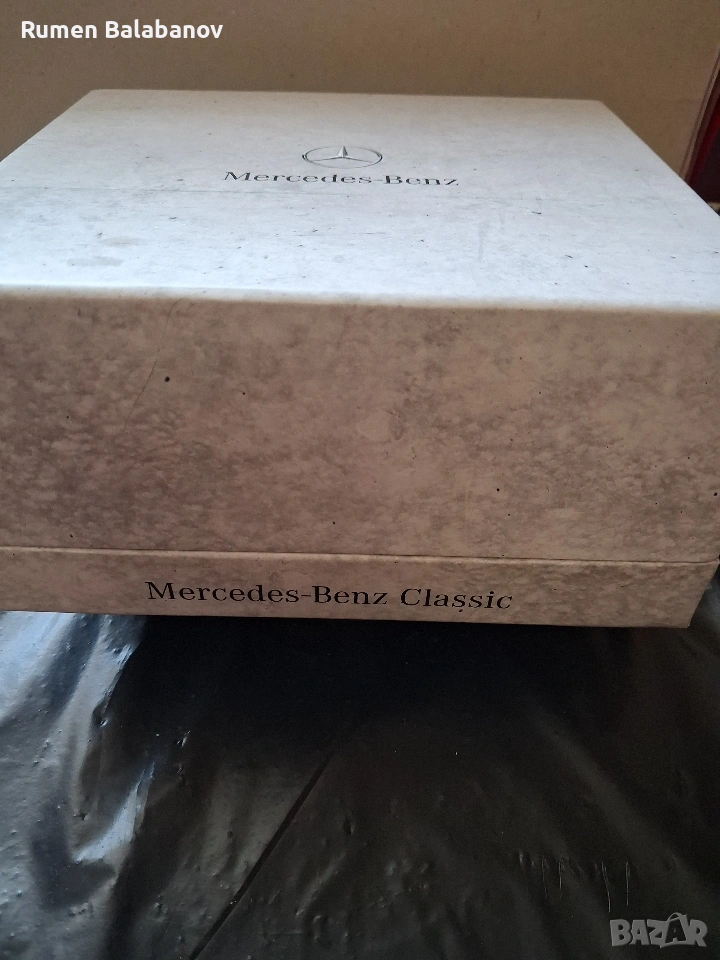 Rumen Balabanov
Mercedes-Benz
Mercedes-Benz Classic
BAZAR